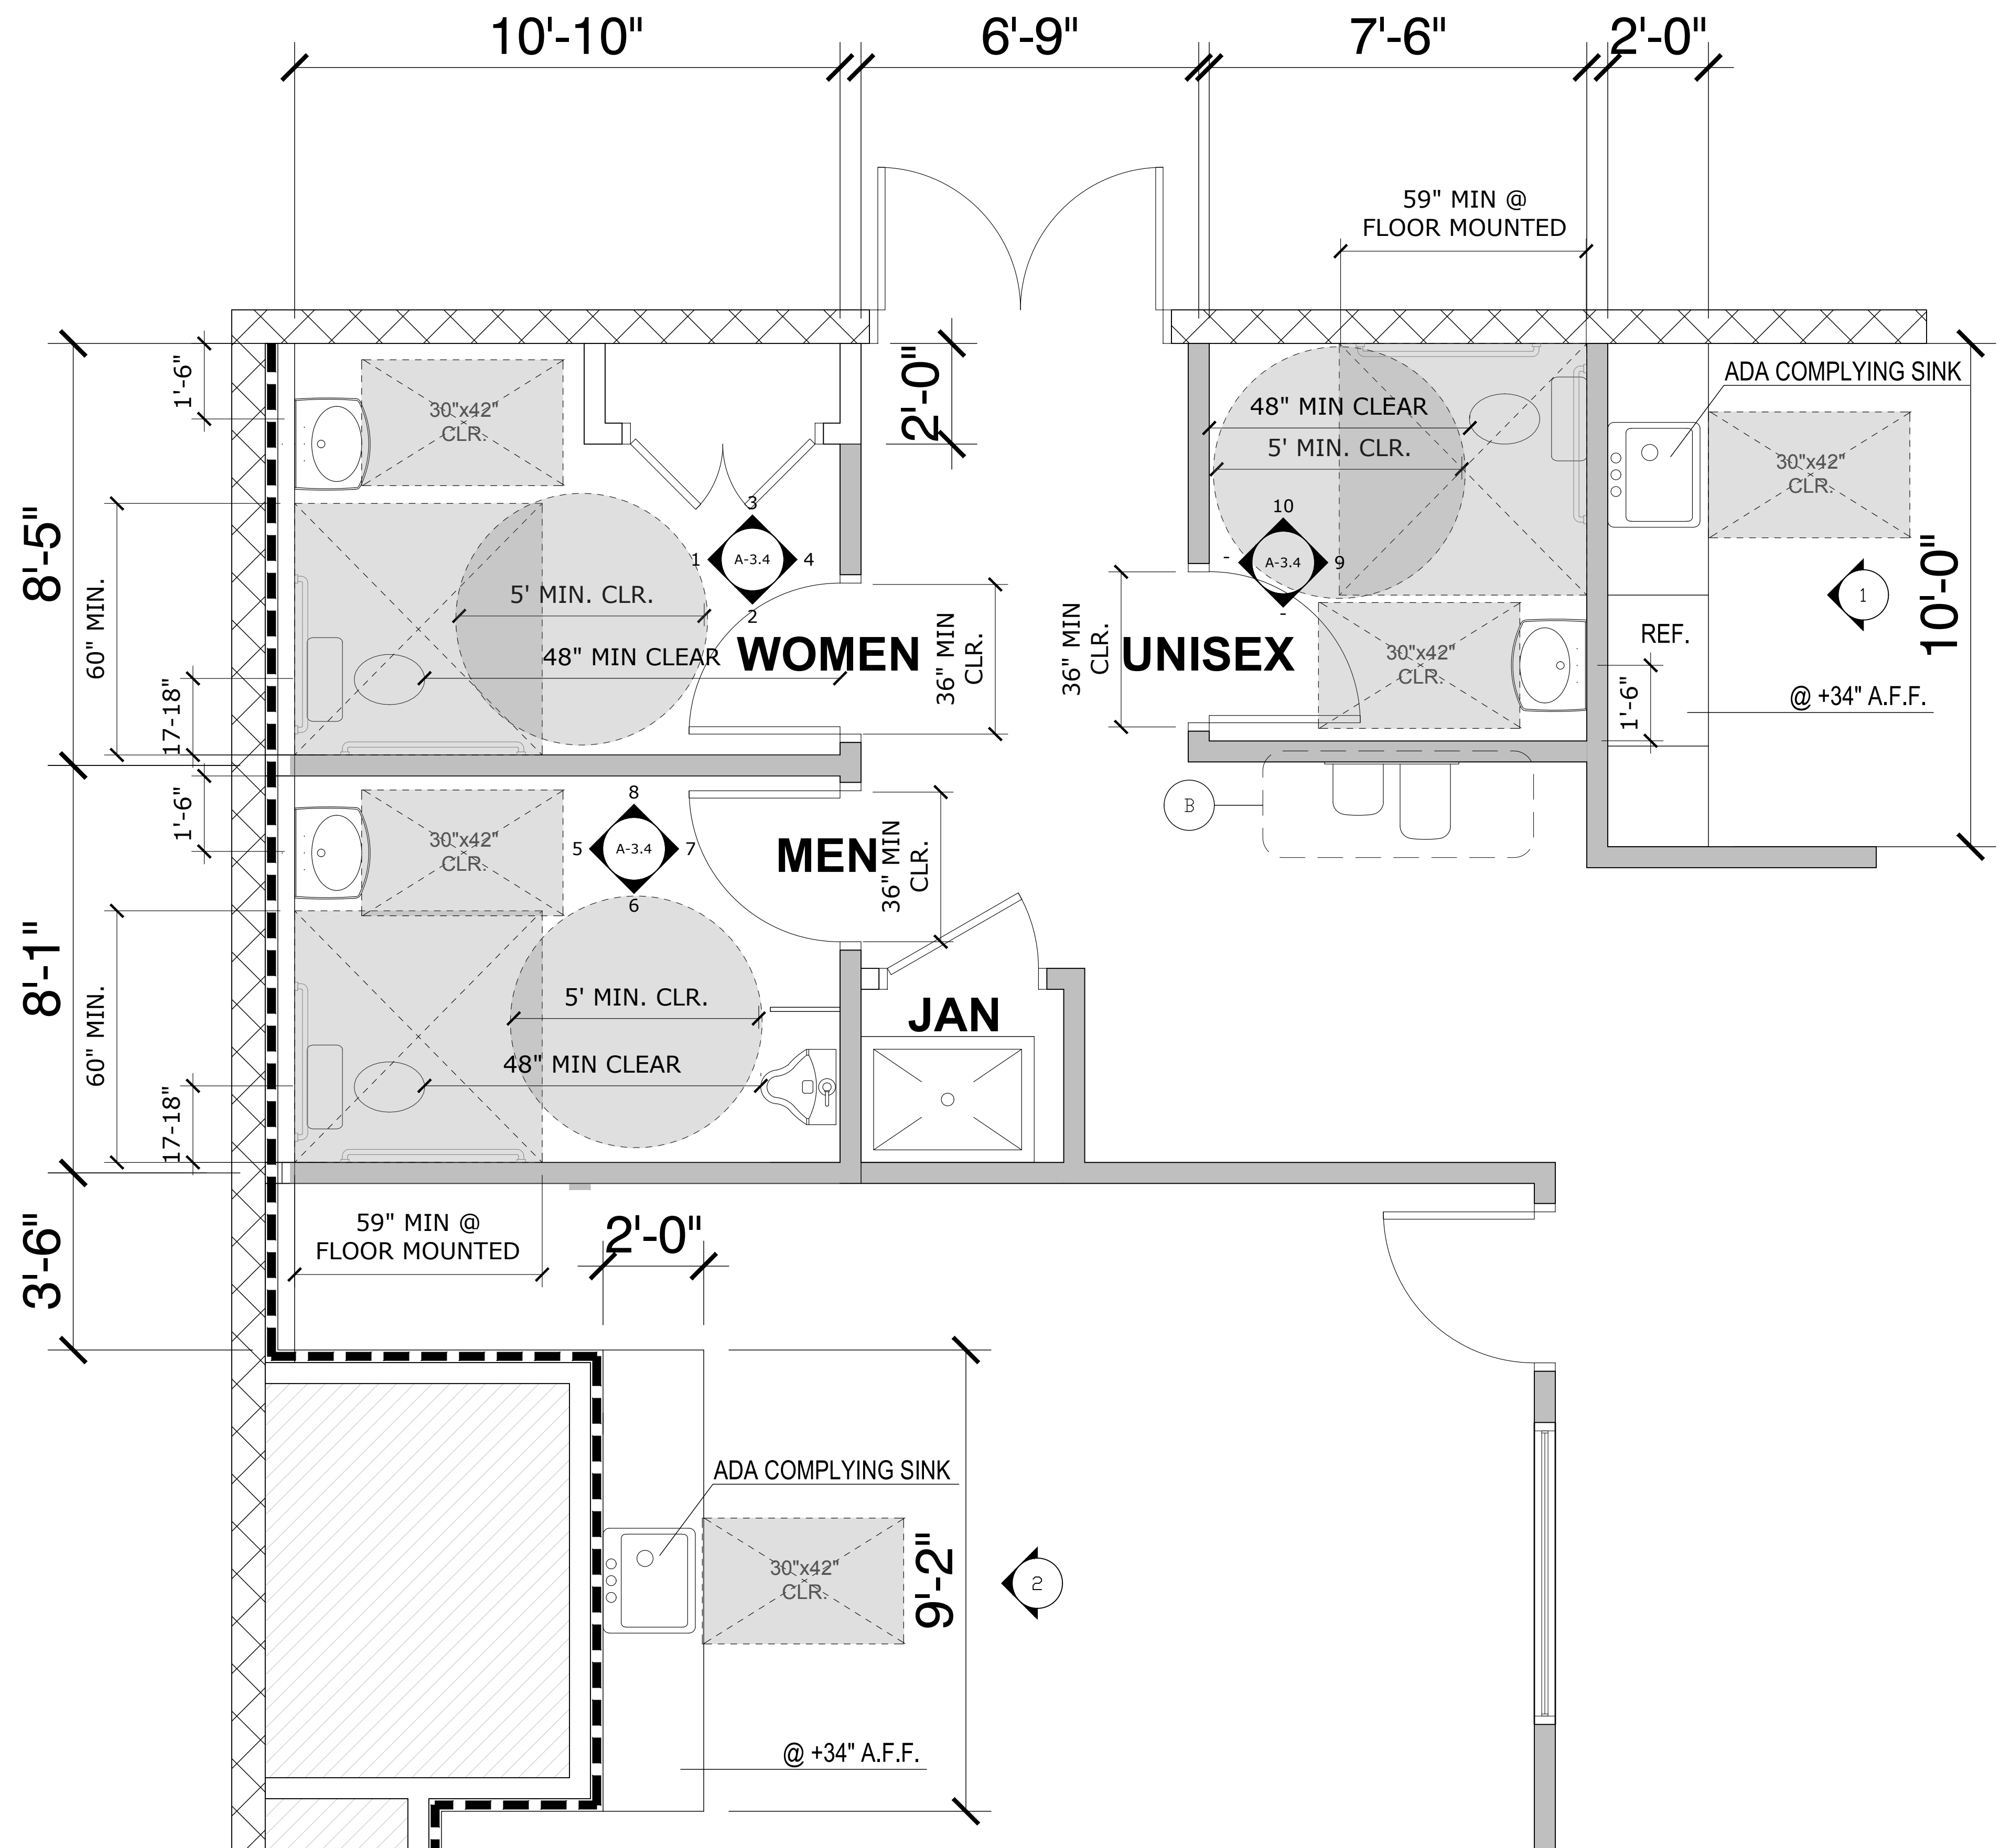 10'-10"
6'-9"
7'-6"
2'-0"
59" MIN @
FLOOR MOUNTED
1'-6"
30"x42"
CLR.
2'-0"
48" MIN CLEAR
5' MIN. CLR.
ADA COMPLYING SINK
30"x42"
CLR.
8'-5"
60" MIN.
3
1 A-3.4 4
2
10
- A-3.4 9
-
1
10'-0"
5' MIN. CLR.
48" MIN CLEAR
WOMEN
36" MIN
CLR.
36" MIN
CLR.
UNISEX
30"x42"
CLR.
REF.
1'-6"
@ +34" A.F.F.
17-18"
1'-6"
30"x42"
CLR.
8
5 A-3.4 7
6
MEN
36" MIN
CLR.
B
8'-1"
60" MIN.
5' MIN. CLR.
48" MIN CLEAR
JAN
17-18"
3'-6"
59" MIN @
FLOOR MOUNTED
2'-0"
ADA COMPLYING SINK
30"x42"
CLR.
9'-2"
2
@ +34" A.F.F.